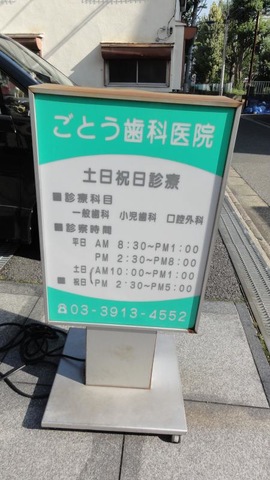 ごとう歯科医院
土日祝日診療
■診療科目
一般歯科 小児歯科 口腔外科
■診察時間
平日 AM 8:30~PM1:00
PM 2:30~PM8:00
土日 AM10:00~PM1:00
祝日 PM 2:30~PM5:00
☎03-3913-4552